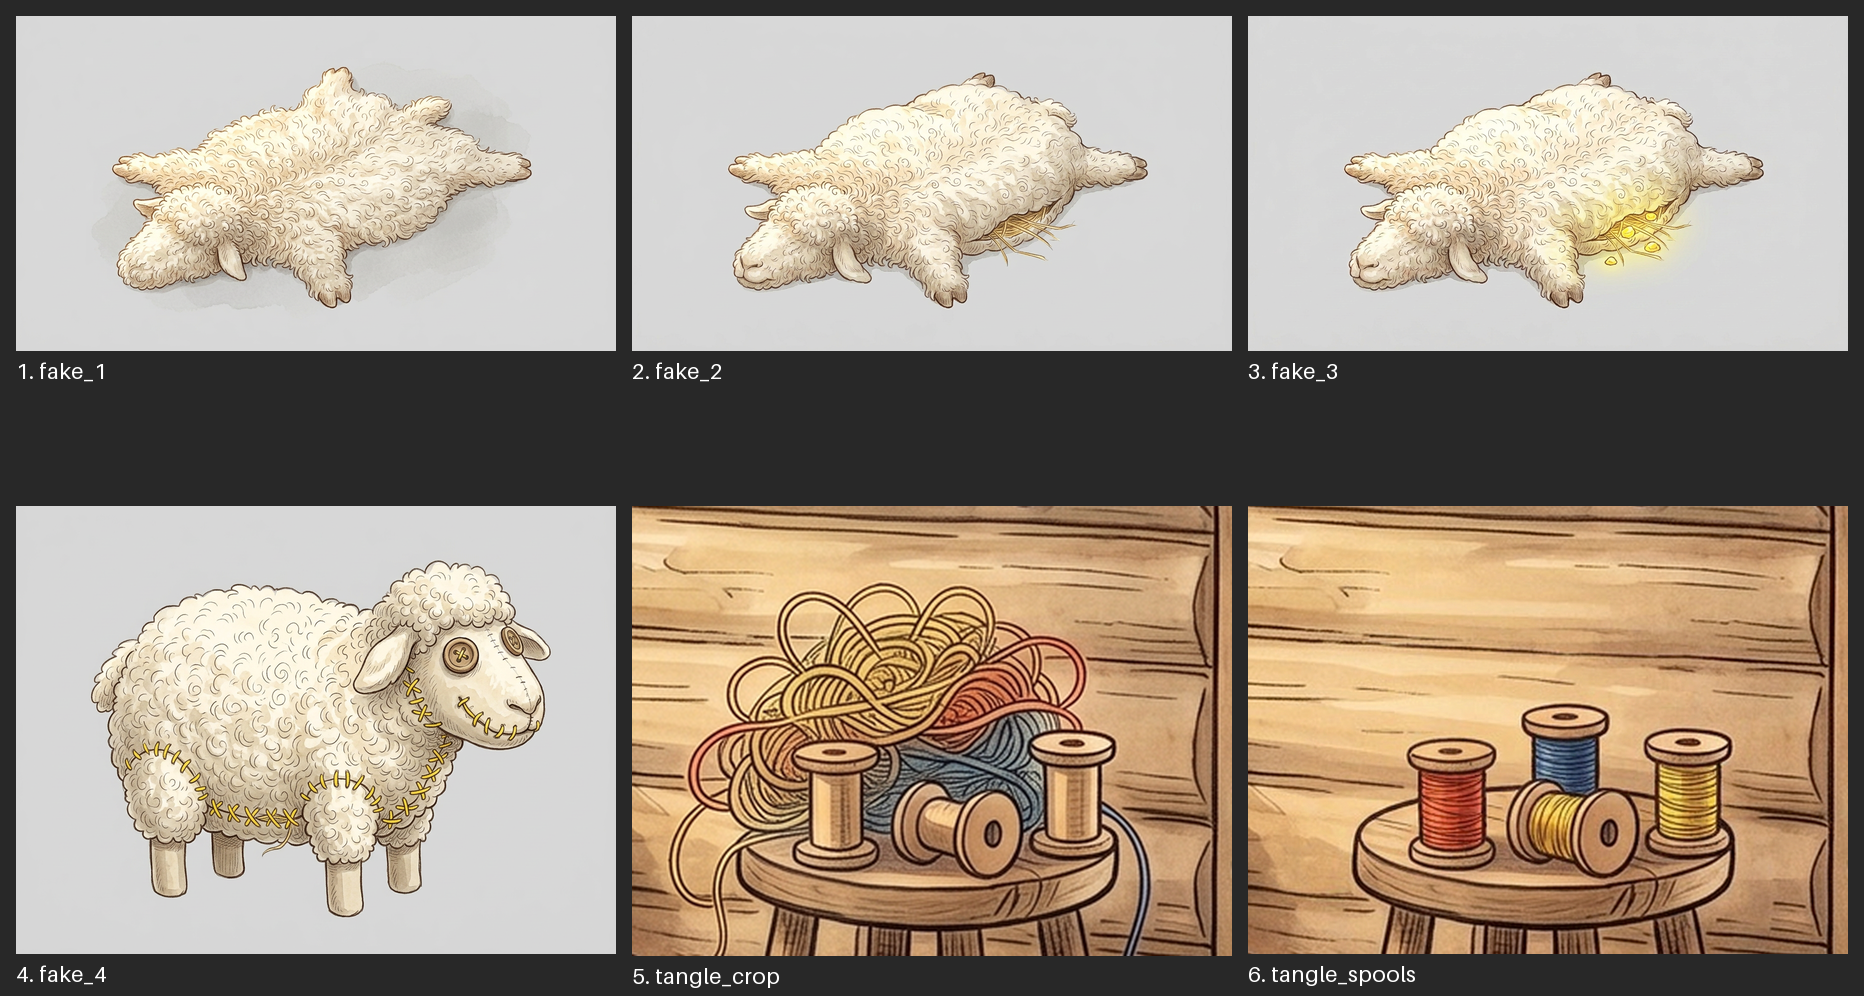 1. fake_1
2. fake_2
3. fake_3
4. fake_4
5. tangle_crop
6. tangle_spools